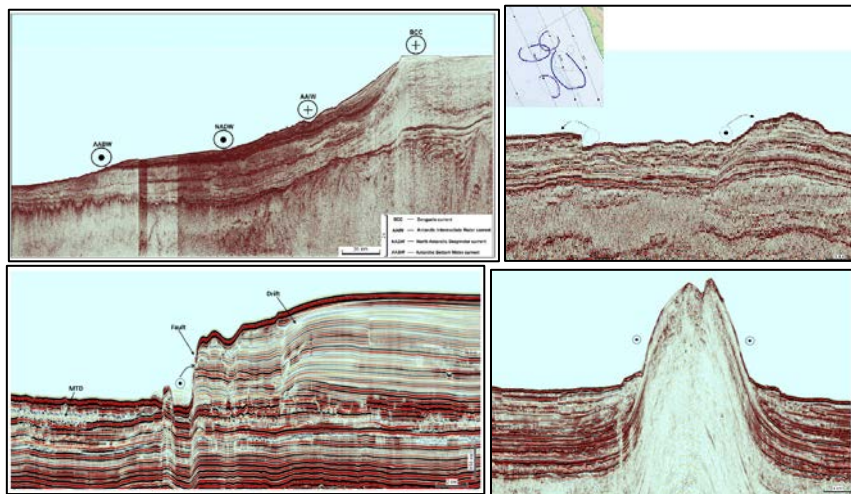 BCC
AAIW
NADW
AABW
BCC — Benguela current
AAIW — Antarctic Intermediate Water current
NADW — North Antarctic Deepwater current
AABW — Antarctic Bottom Water current
Drift
Fault
MTD